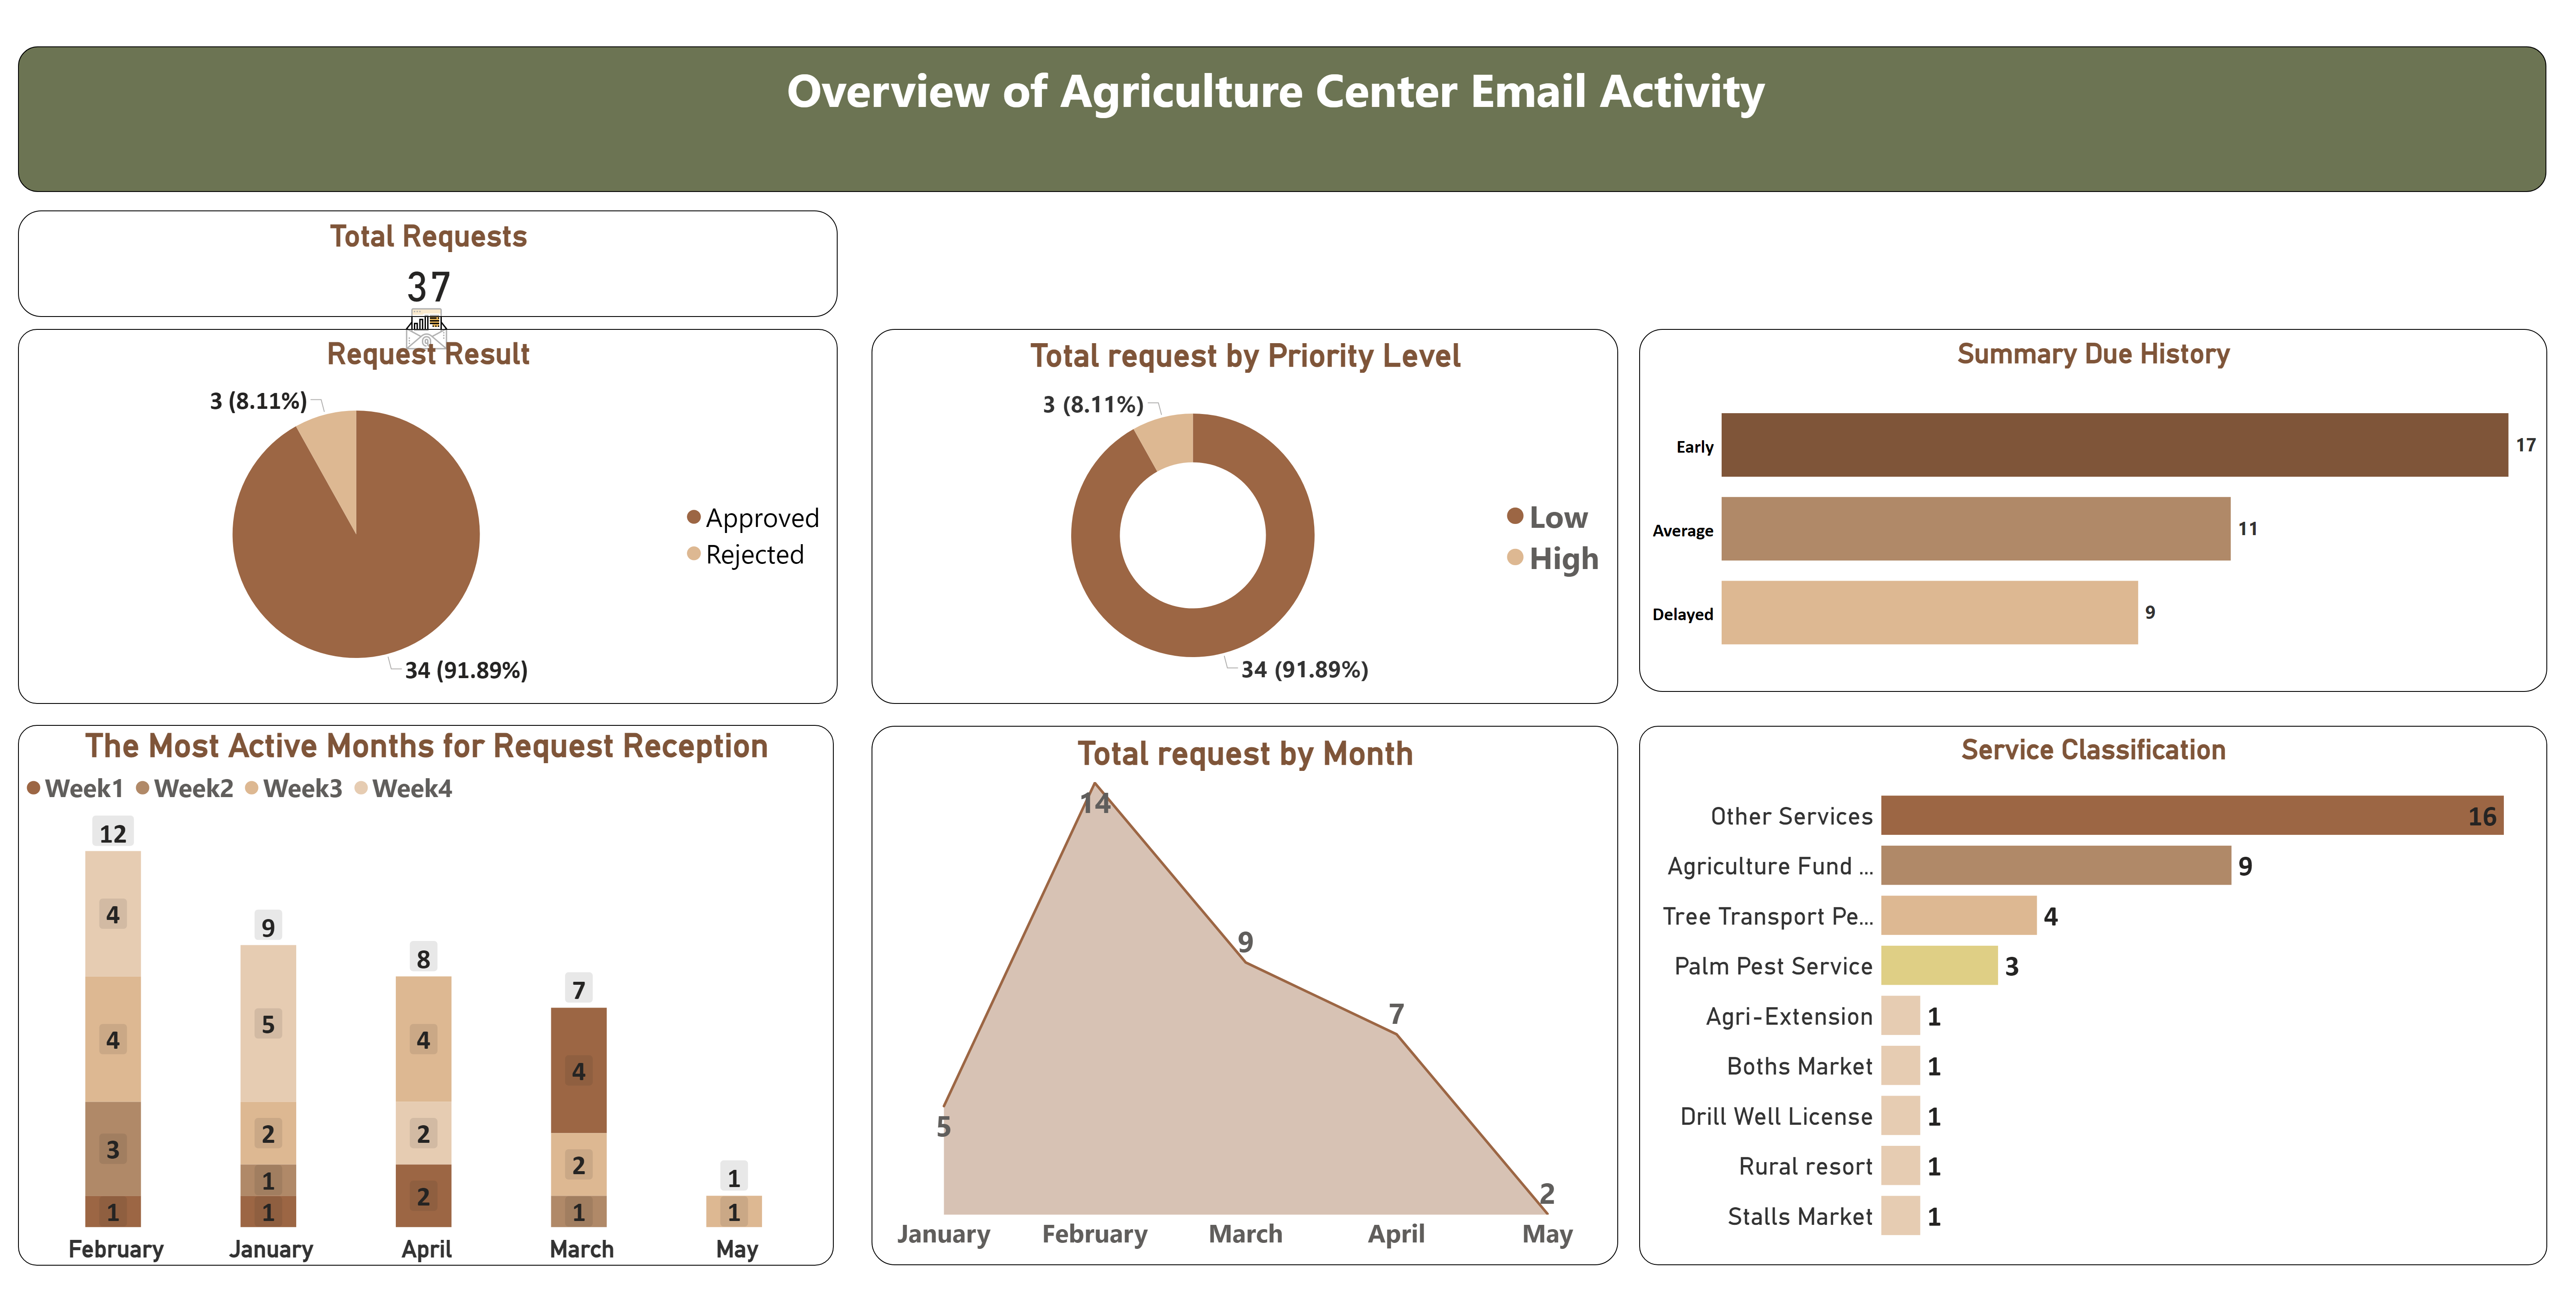 Overview of Agriculture Center Email Activity
Total Requests
37
Request Result
3 (8.11%)
34 (91.89%)
Approved
Rejected
Total request by Priority Level
3 (8.11%)
34 (91.89%)
Low
High
Summary Due History
Early 17
Average 11
Delayed 9
The Most Active Months for Request Reception
Week1 Week2 Week3 Week4
12
4
4
3
1
9
5
2
1
1
8
4
2
2
7
4
2
1
1
1
February January April March May
Total request by Month
14
9
7
5
2
January February March April May
Service Classification
Other Services 16
Agriculture Fund ... 9
Tree Transport Pe... 4
Palm Pest Service 3
Agri-Extension 1
Boths Market 1
Drill Well License 1
Rural resort 1
Stalls Market 1